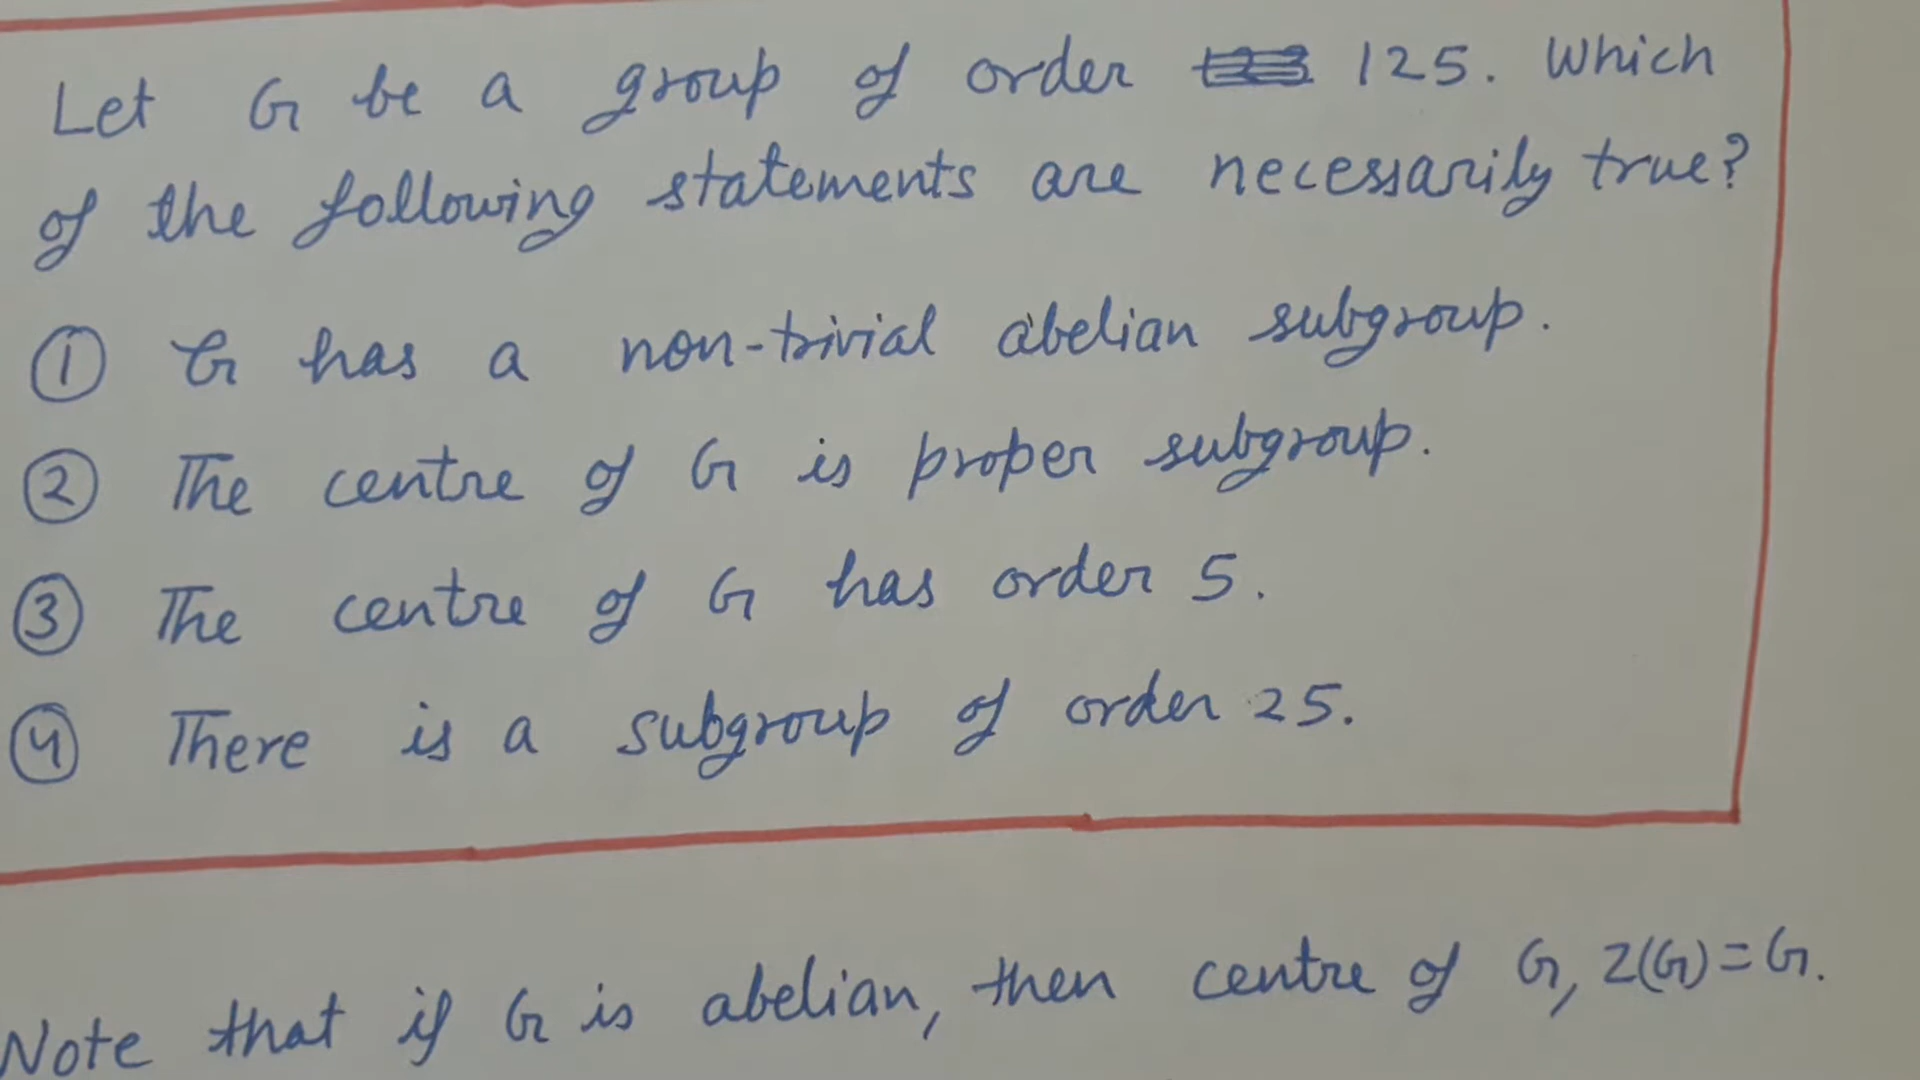 Let G be a group of order 125. Which
of the following statements are necessarily true?
① G has a non-trivial abelian subgroup.
② The centre of G is proper subgroup.
③ The centre of G has order 5.
④ There is a subgroup of order 25.
Note that if G is abelian, then centre of G, Z(G)=G.